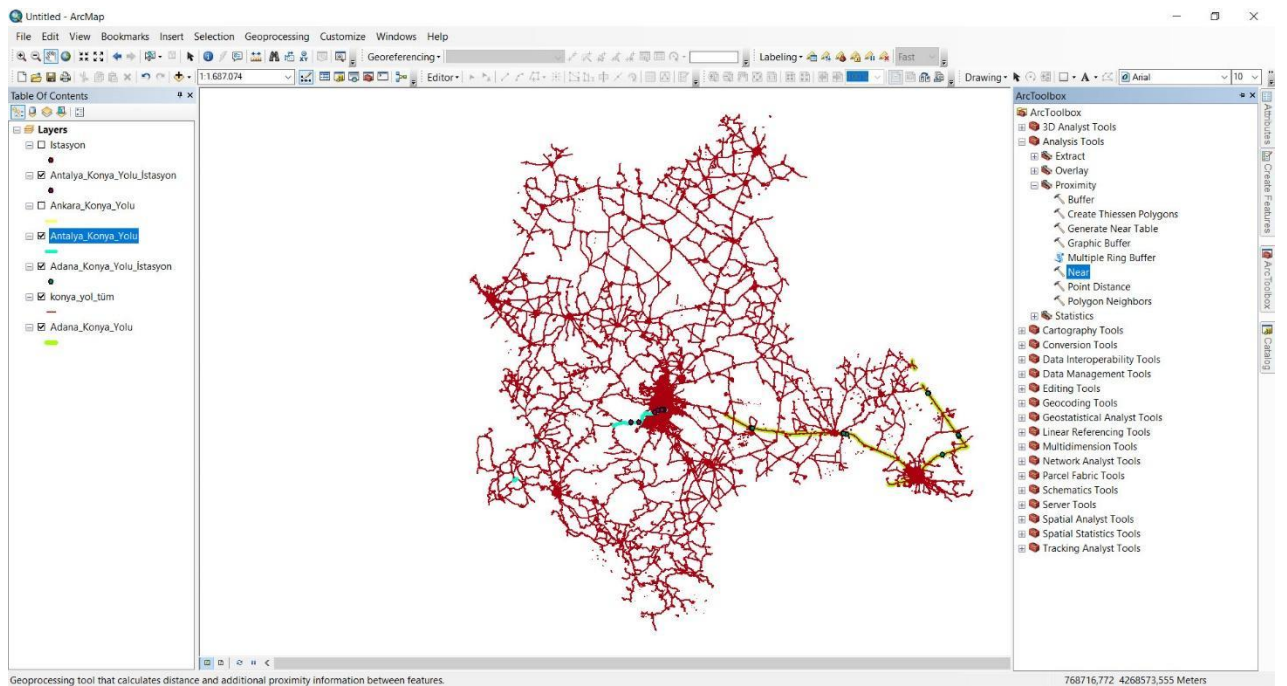 Untitled - ArcMap
File Edit View Bookmarks Insert Selection Geoprocessing Customize Windows Help
Georeferencing Labeling Fast
1:1.687.074 Editor Drawing Arial 10
Table Of Contents
Layers
İstasyon
Antalya_Konya_Yolu_İstasyon
Ankara_Konya_Yolu
Antalya_Konya_Yolu
Adana_Konya_Yolu_İstasyon
konya_yol_tüm
Adana_Konya_Yolu
ArcToolbox
ArcToolbox
3D Analyst Tools
Analysis Tools
Extract
Overlay
Proximity
Buffer
Create Thiessen Polygons
Generate Near Table
Graphic Buffer
Multiple Ring Buffer
Near
Point Distance
Polygon Neighbors
Statistics
Cartography Tools
Conversion Tools
Data Interoperability Tools
Data Management Tools
Editing Tools
Geocoding Tools
Geostatistical Analyst Tools
Linear Referencing Tools
Multidimension Tools
Network Analyst Tools
Parcel Fabric Tools
Schematics Tools
Server Tools
Spatial Analyst Tools
Spatial Statistics Tools
Tracking Analyst Tools
Attributes
Create Features
ArcToolbox
Catalog
Geoprocessing tool that calculates distance and additional proximity information between features.
768716,772 4268573,555 Meters